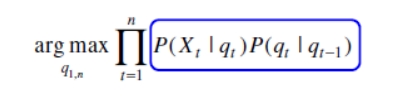 n
arg max ∏ P(X_t | q_t)P(q_t | q_{t−1})
q_{1,n} t=1